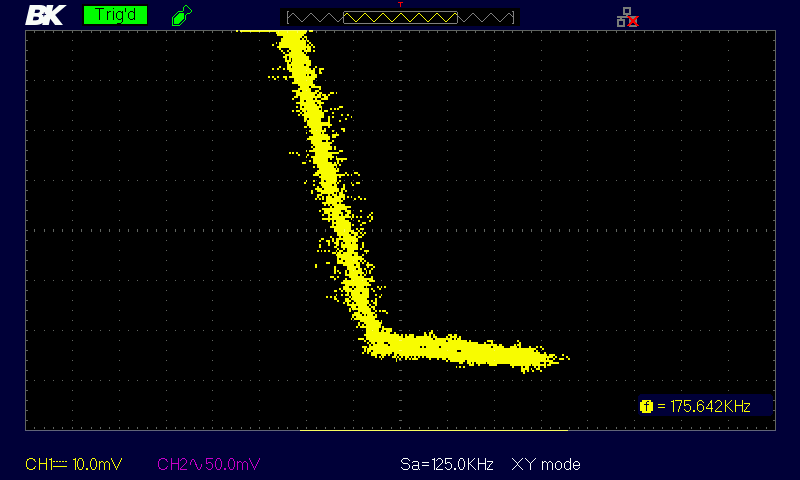 BK Trig'd
T
f = 175.642KHz
CH1 10.0mV CH2 50.0mV Sa=125.0KHz XY mode